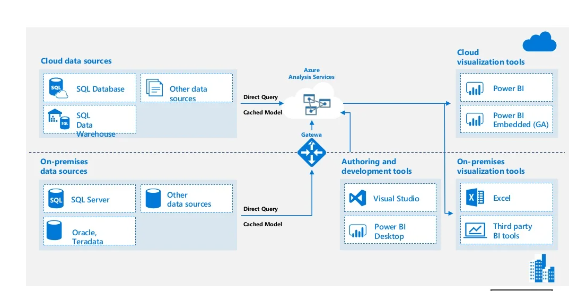 Cloud data sources
SQL Database
Other data
sources
SQL
Data
Warehouse
Direct Query
Cached Model
Azure
Analysis Services
Cloud
visualization tools
Power BI
Power BI
Embedded (GA)
Gatewa
On-premises
data sources
SQL
SQL Server
Other
data sources
Oracle,
Teradata
Direct Query
Cached Model
Authoring and
development tools
Visual Studio
Power BI
Desktop
On-premises
visualization tools
Excel
Third party
BI tools